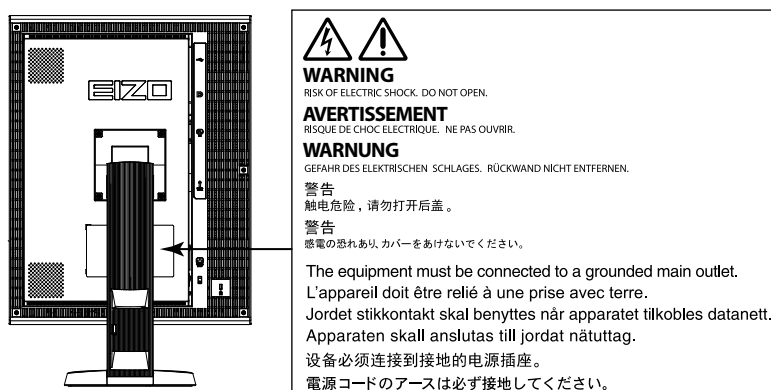 EIZO
WARNING
RISK OF ELECTRIC SHOCK. DO NOT OPEN.
AVERTISSEMENT
RISQUE DE CHOC ELECTRIQUE. NE PAS OUVRIR.
WARNUNG
GEFAHR DES ELEKTRISCHEN SCHLAGES. RÜCKWAND NICHT ENTFERNEN.
警告
触电危险，请勿打开后盖。
警告
感電の恐れあり、カバーをあけないでください。
The equipment must be connected to a grounded main outlet.
L’appareil doit être relié à une prise avec terre.
Jordet stikkontakt skal benyttes når apparatet tilkobles datanett.
Apparaten skall anslutas till jordat nätuttag.
设备必须连接到接地的电源插座。
電源コードのアースは必ず接地してください。